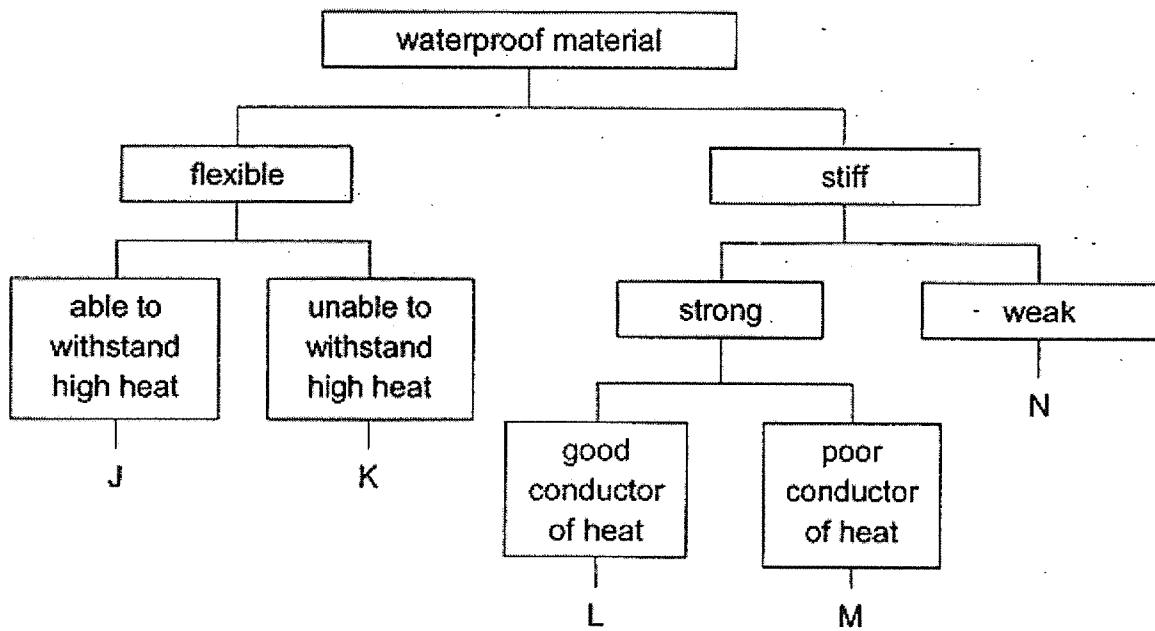 waterproof material
flexible
stiff
able to
withstand
high heat
unable to
withstand
high heat
strong
weak
J
K
good
conductor
of heat
poor
conductor
of heat
N
L
M